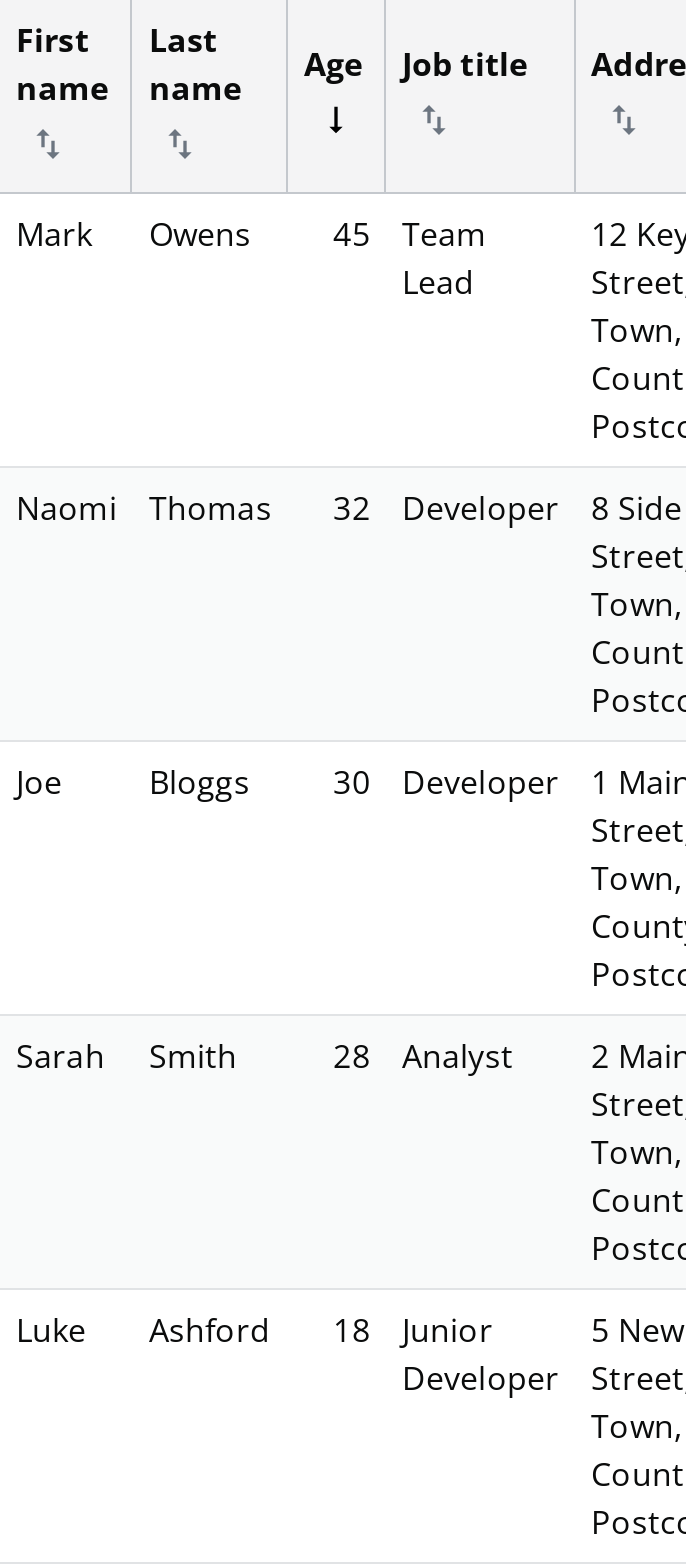 First name
Last name
Age
Job title
Addre
Mark Owens 45 Team Lead 12 Key Street, Town, Count Postco
Naomi Thomas 32 Developer 8 Side Street, Town, Count Postco
Joe Bloggs 30 Developer 1 Main Street, Town, County Postco
Sarah Smith 28 Analyst 2 Main Street, Town, Count Postco
Luke Ashford 18 Junior Developer 5 New Street, Town, Count Postco